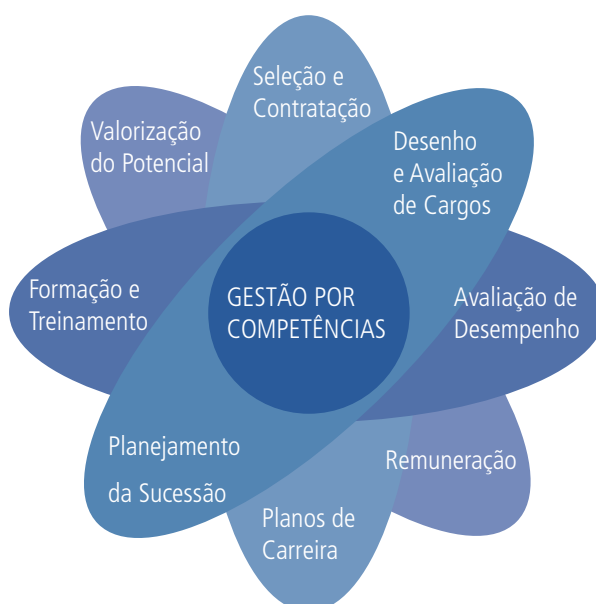 Seleção e
Contratação
Desenho
e Avaliação
de Cargos
Valorização
do Potencial
Formação e
Treinamento
GESTÃO POR
COMPETÊNCIAS
Avaliação de
Desempenho
Planejamento
da Sucessão
Remuneração
Planos de
Carreira